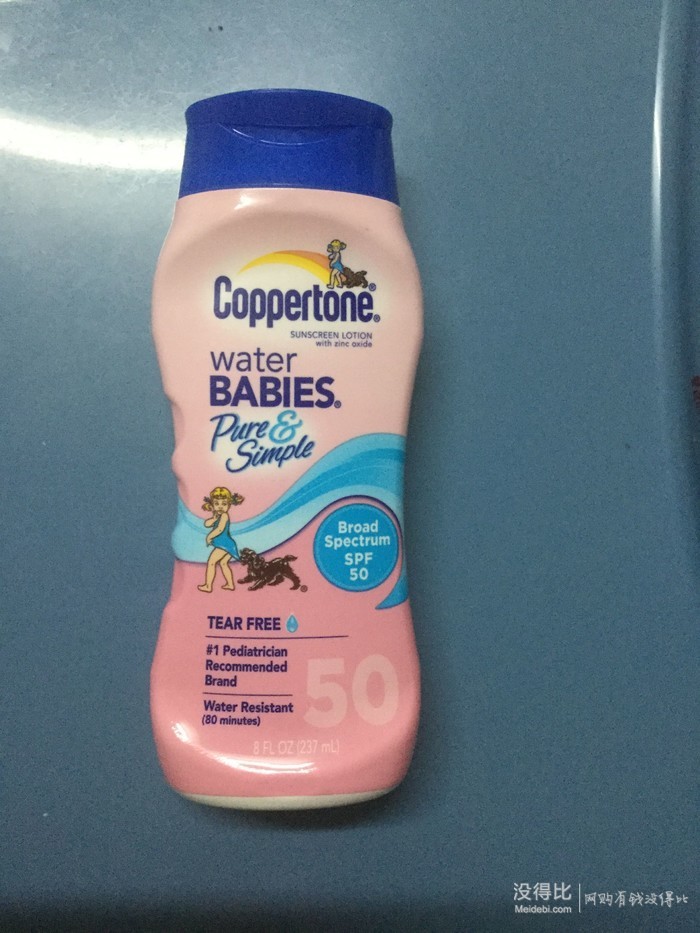 Coppertone®
SUNSCREEN LOTION
with zinc oxide
water
BABIES®
Pure &
Simple
Broad
Spectrum
SPF
50
TEAR FREE
#1 Pediatrician
Recommended
Brand
50
Water Resistant
(80 minutes)
8 FL OZ (237 mL)
没得比
Meidebi.com
网购有钱没得比